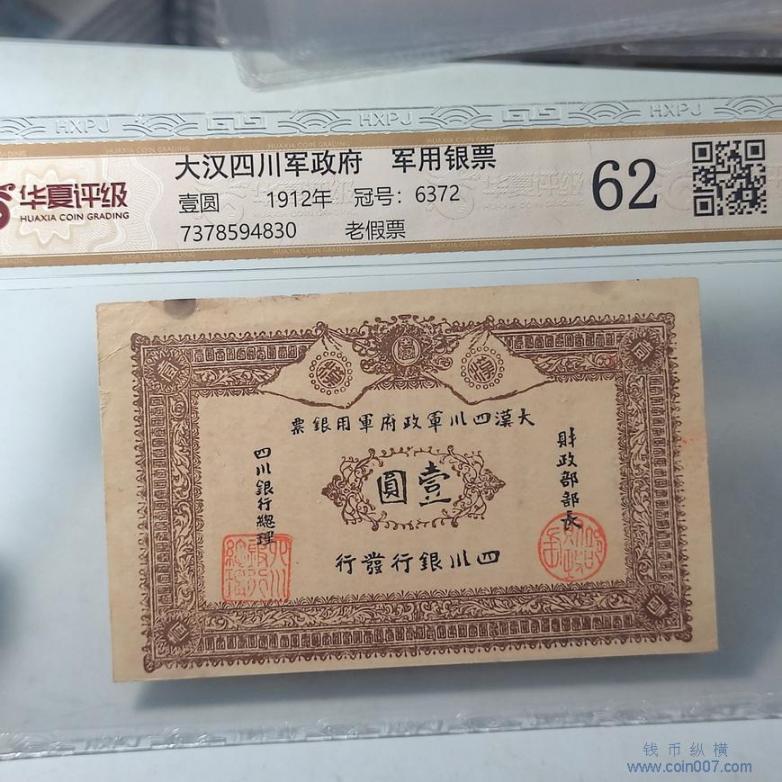 HXPJ HXPJ HXPJ
华夏评级
HUAXIA COIN GRADING
大汉四川军政府 军用银票
壹圆 1912年 冠号：6372
7378594830 老假票
62
票銀用軍府政軍川四漢大
財政部部長
圓壹
四川銀行總理
行發行銀川四
钱币纵横
www.coin007.com